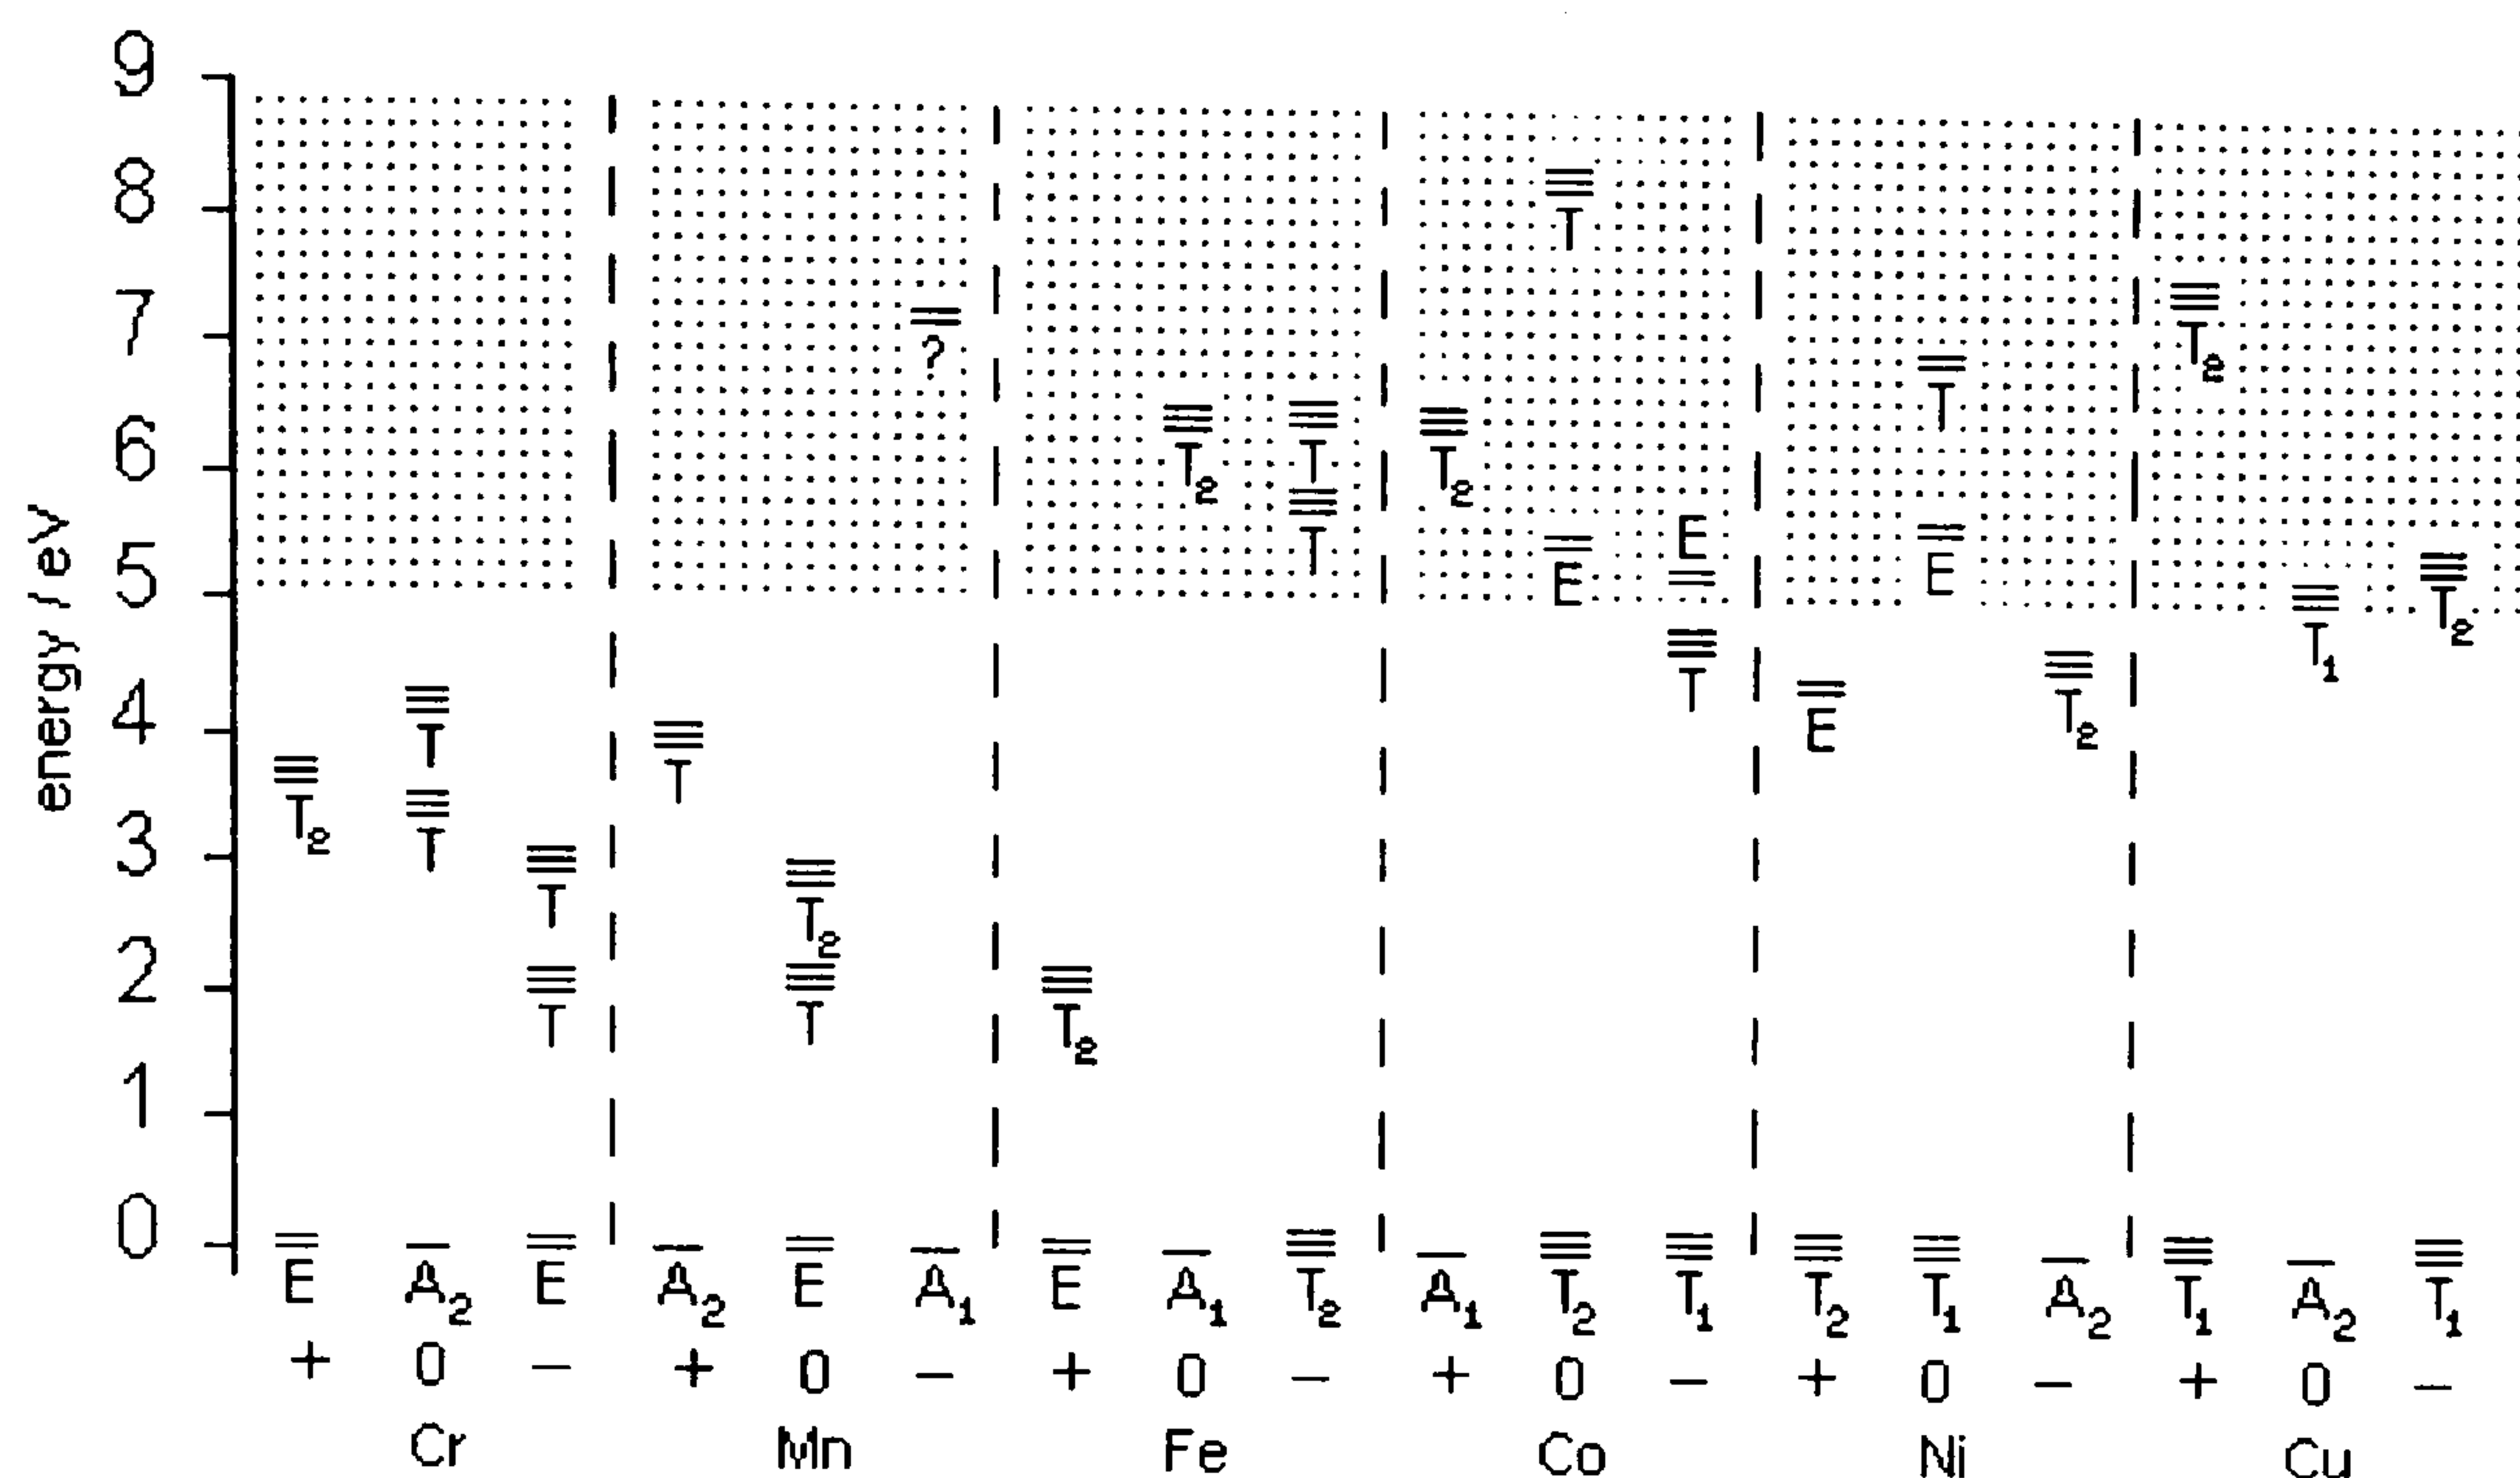 energy / eV
9
8
7
6
5
4
3
2
1
0
T
?
T₂
T
T₂
T
T₂
T
T₂
T
E
E
E
T
T₁
T₂
T
T
E
T₂
T₂
T
T
T
T₂
T
T
T₂
E A₂ E A₂ E A₁ E A₁ T₂ A₁ T₂ T₁ T₂ T₁ A₂ T₁ A₂ T₁
+ 0 − + 0 − + 0 − + 0 − + 0 − + 0 −
Cr Mn Fe Co Ni Cu